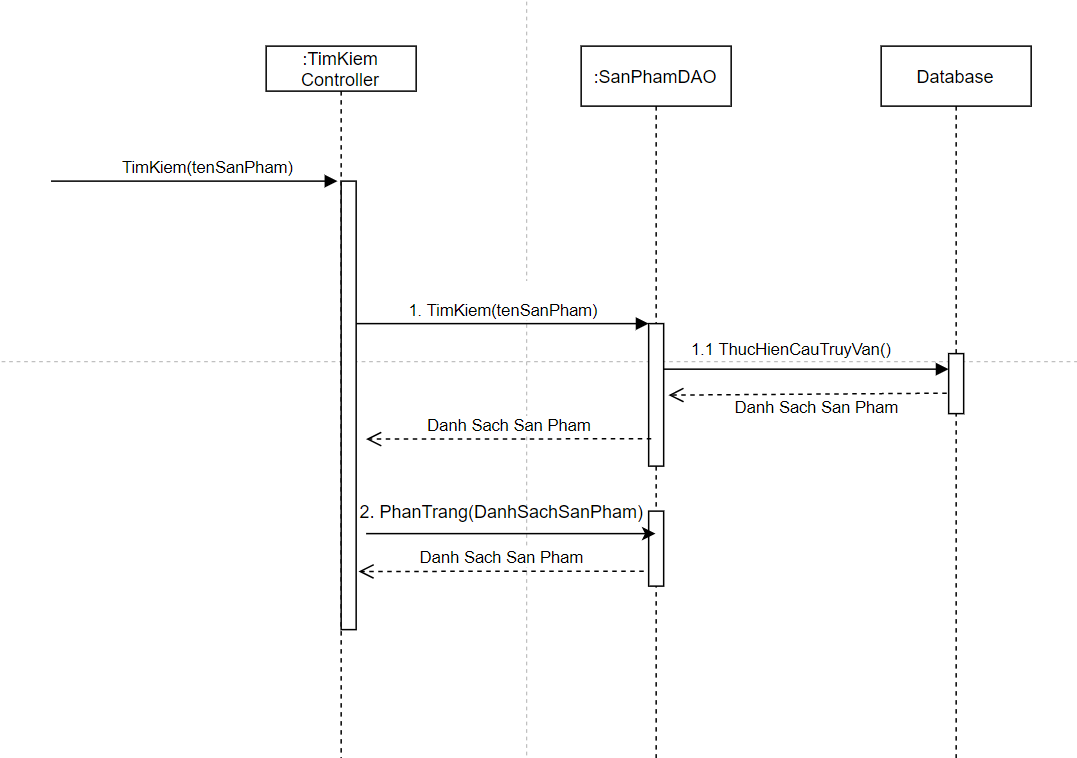 :TimKiem
Controller
:SanPhamDAO
Database
TimKiem(tenSanPham)
1. TimKiem(tenSanPham)
1.1 ThucHienCauTruyVan()
Danh Sach San Pham
Danh Sach San Pham
2. PhanTrang(DanhSachSanPham)
Danh Sach San Pham